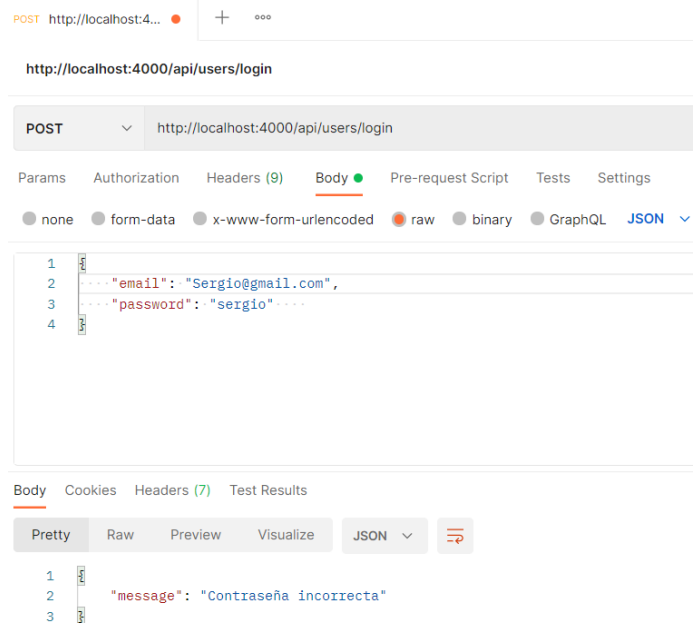 POST http://localhost:4...
http://localhost:4000/api/users/login
POST http://localhost:4000/api/users/login
Params Authorization Headers (9) Body Pre-request Script Tests Settings
none form-data x-www-form-urlencoded raw binary GraphQL JSON
1 {
2 "email": "Sergio@gmail.com",
3 "password": "sergio"
4 }
Body Cookies Headers (7) Test Results
Pretty Raw Preview Visualize JSON
1 {
2 "message": "Contraseña incorrecta"
3 }